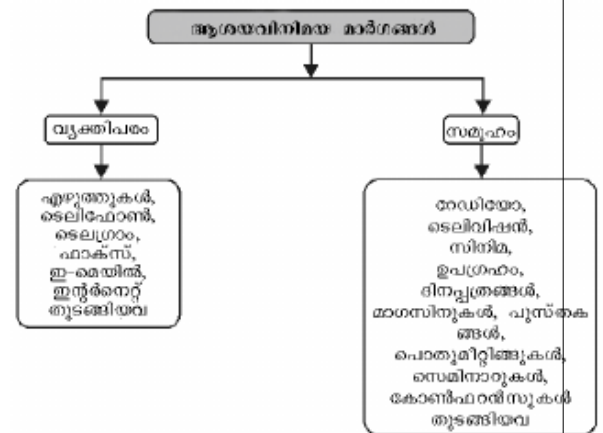 ആശയവിനിമയ മാർഗങ്ങൾ
വ്യക്തിപരം
സമൂഹം
എഴുത്തുകൾ,
ടെലിഫോൺ,
ടെലഗ്രാം,
ഫാക്സ്,
ഇ-മെയിൽ,
ഇന്റർനെറ്റ്
തുടങ്ങിയവ
റേഡിയോ,
ടെലിവിഷൻ,
സിനിമ,
ഉപഗ്രഹം,
ദിനപ്പത്രങ്ങൾ,
മാഗസിനുകൾ, പുസ്തക
ങ്ങൾ,
പൊതുമീറ്റിങ്ങുകൾ,
സെമിനാറുകൾ,
കോൺഫറൻസുകൾ
തുടങ്ങിയവ